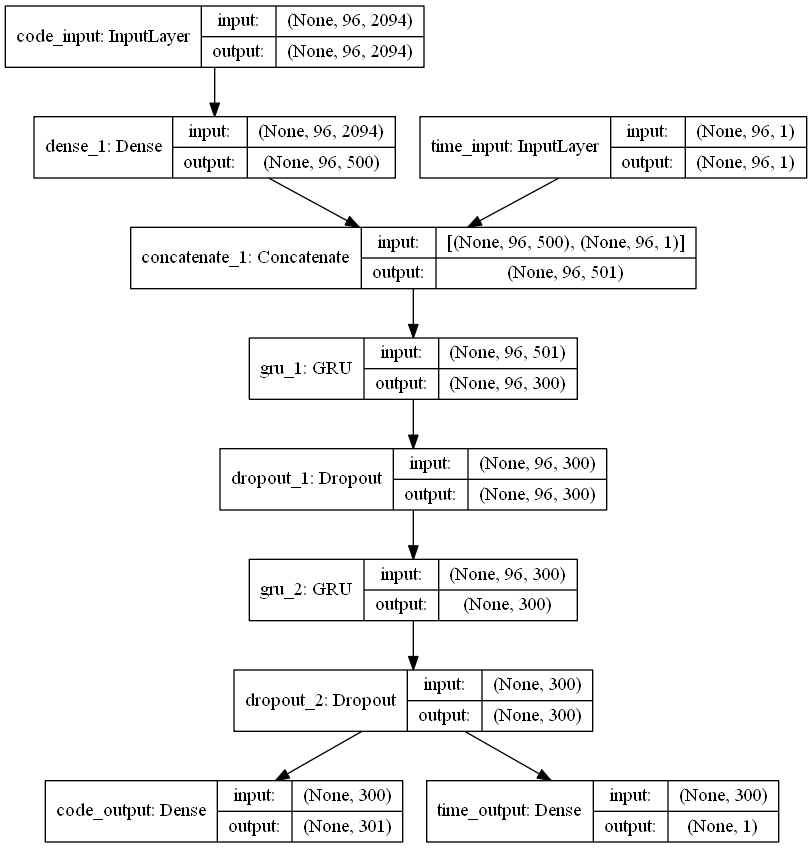 code_input: InputLayer
input: (None, 96, 2094)
output: (None, 96, 2094)
dense_1: Dense
input: (None, 96, 2094)
output: (None, 96, 500)
time_input: InputLayer
input: (None, 96, 1)
output: (None, 96, 1)
concatenate_1: Concatenate
input: [(None, 96, 500), (None, 96, 1)]
output: (None, 96, 501)
gru_1: GRU
input: (None, 96, 501)
output: (None, 96, 300)
dropout_1: Dropout
input: (None, 96, 300)
output: (None, 96, 300)
gru_2: GRU
input: (None, 96, 300)
output: (None, 300)
dropout_2: Dropout
input: (None, 300)
output: (None, 300)
code_output: Dense
input: (None, 300)
output: (None, 301)
time_output: Dense
input: (None, 300)
output: (None, 1)